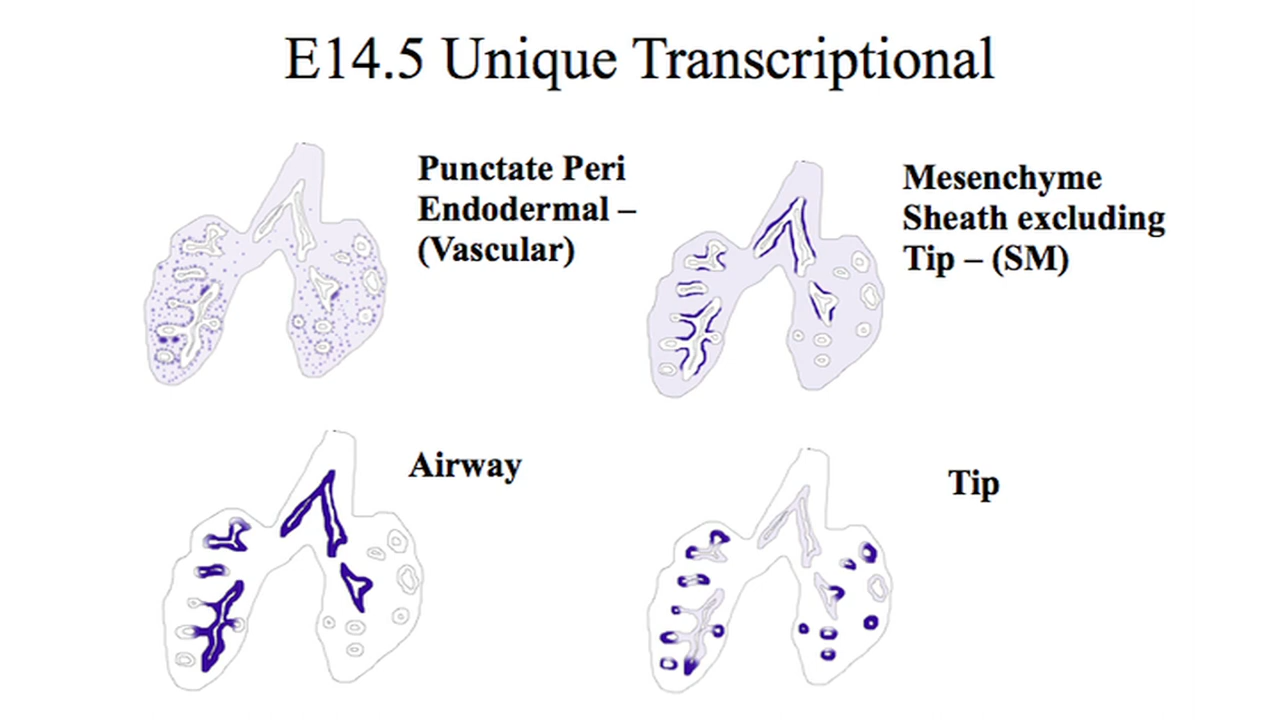 E14.5 Unique Transcriptional
Punctate Peri
Endodermal –
(Vascular)
Mesenchyme
Sheath excluding
Tip – (SM)
Airway
Tip